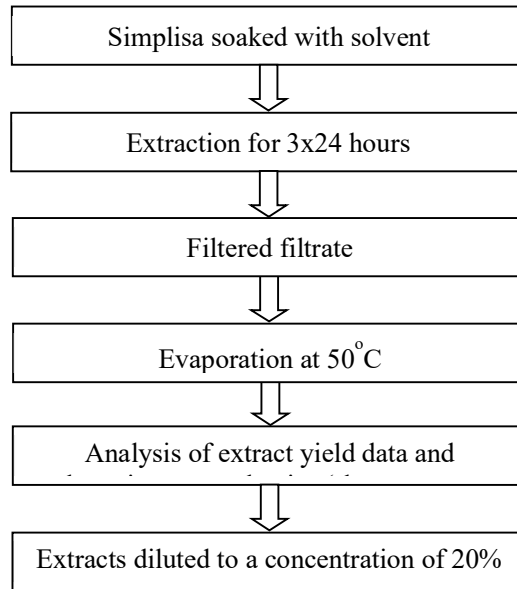 Simplisa soaked with solvent
Extraction for 3x24 hours
Filtered filtrate
Evaporation at 50°C
Analysis of extract yield data and
Extracts diluted to a concentration of 20%